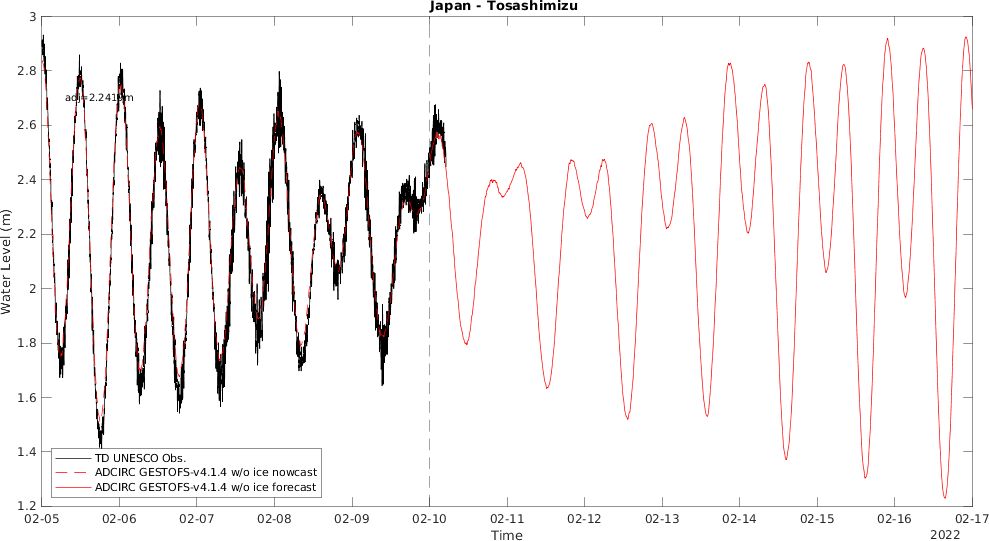 Japan - Tosashimizu
3
2.8
2.6
2.4
2.2
2
1.8
1.6
1.4
1.2
Water Level (m)
adj=2.2419m
TD UNESCO Obs.
ADCIRC GESTOFS-v4.1.4 w/o ice nowcast
ADCIRC GESTOFS-v4.1.4 w/o ice forecast
02-05 02-06 02-07 02-08 02-09 02-10 02-11 02-12 02-13 02-14 02-15 02-16 02-17
Time
2022